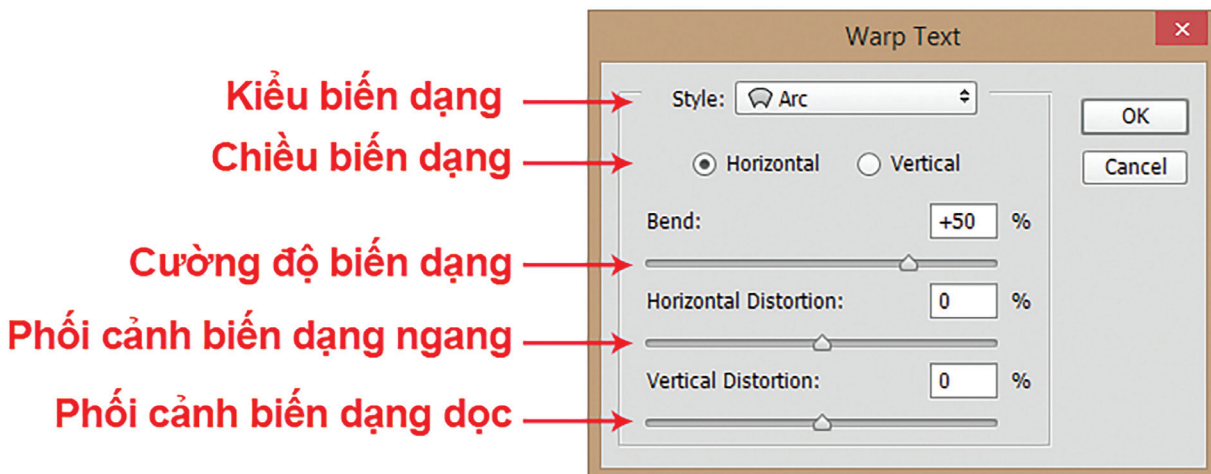 Warp Text
Kiểu biến dạng
Style: Arc
OK
Chiều biến dạng
Horizontal Vertical
Cancel
Bend: +50 %
Cường độ biến dạng
Horizontal Distortion: 0 %
Phối cảnh biến dạng ngang
Vertical Distortion: 0 %
Phối cảnh biến dạng dọc